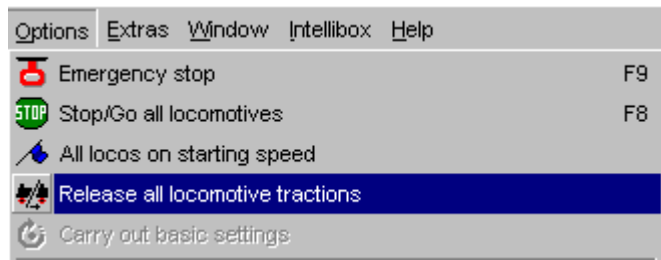 Options Extras Window Intellibox Help
Emergency stop F9
STOP Stop/Go all locomotives F8
All locos on starting speed
Release all locomotive tractions
Carry out basic settings